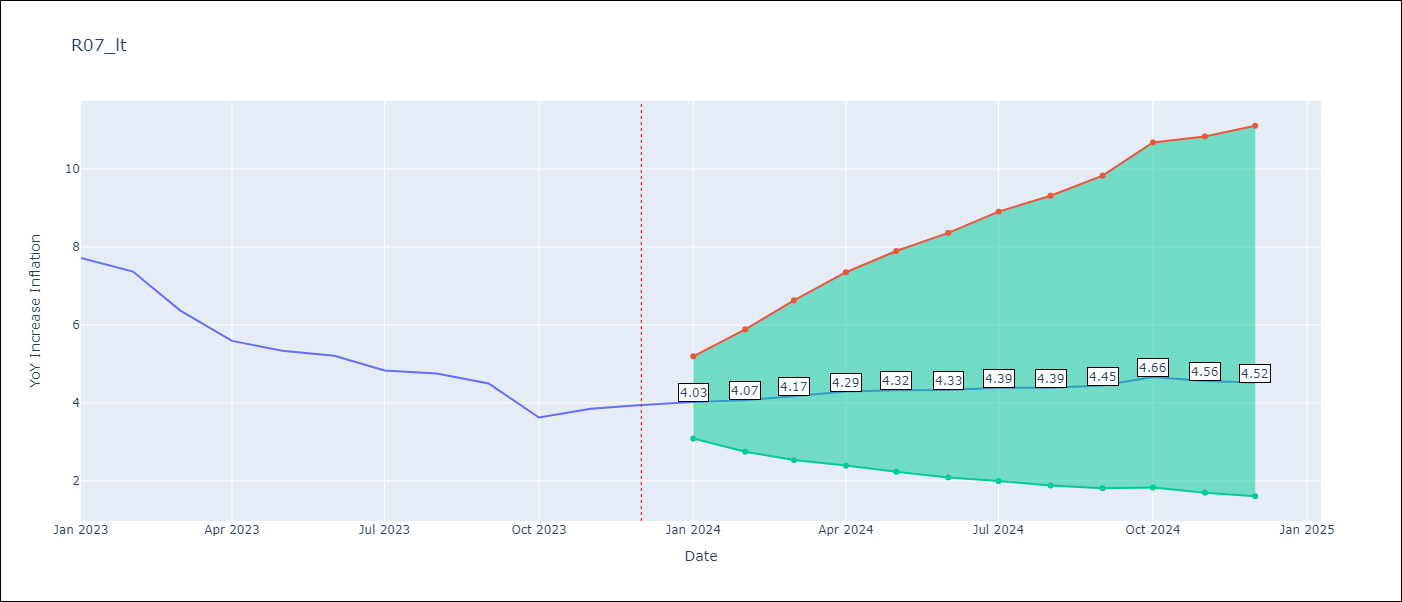 R07_lt
YoY Increase Inflation
10
8
6
4
2
4.03
4.07
4.17
4.29
4.32
4.33
4.39
4.39
4.45
4.66
4.56
4.52
Jan 2023
Apr 2023
Jul 2023
Oct 2023
Jan 2024
Apr 2024
Jul 2024
Oct 2024
Jan 2025
Date